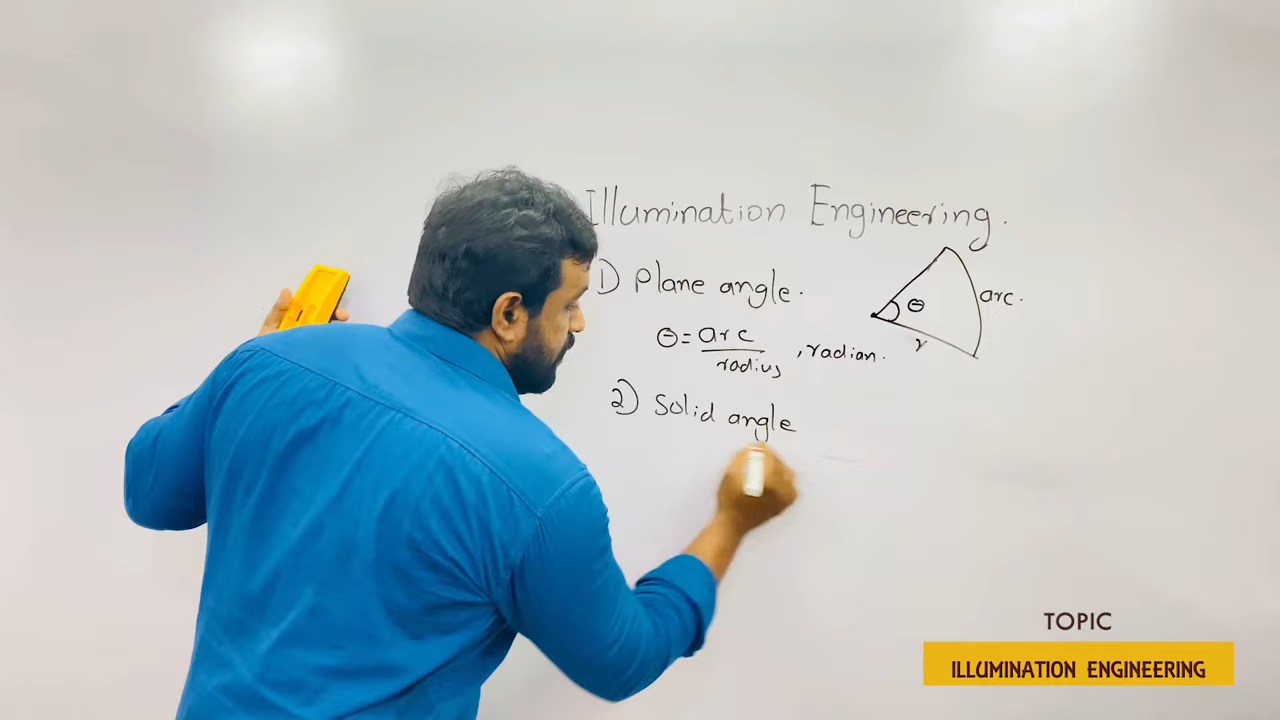 Illumination Engineering.
1) Plane angle.
θ = arc / radius , radian.
θ
arc.
r
2) Solid angle
TOPIC
ILLUMINATION ENGINEERING